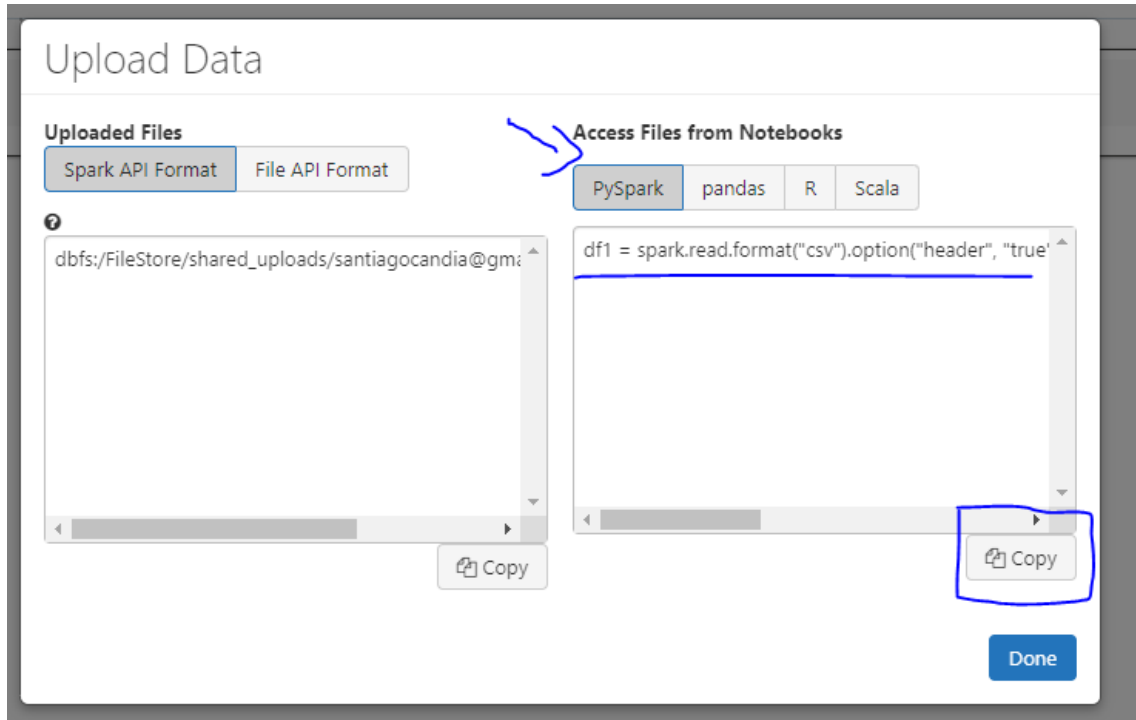 Upload Data
Uploaded Files
Spark API Format File API Format
dbfs:/FileStore/shared_uploads/santiagocandia@gma
Copy
Access Files from Notebooks
PySpark pandas R Scala
df1 = spark.read.format("csv").option("header", "true"
Copy
Done